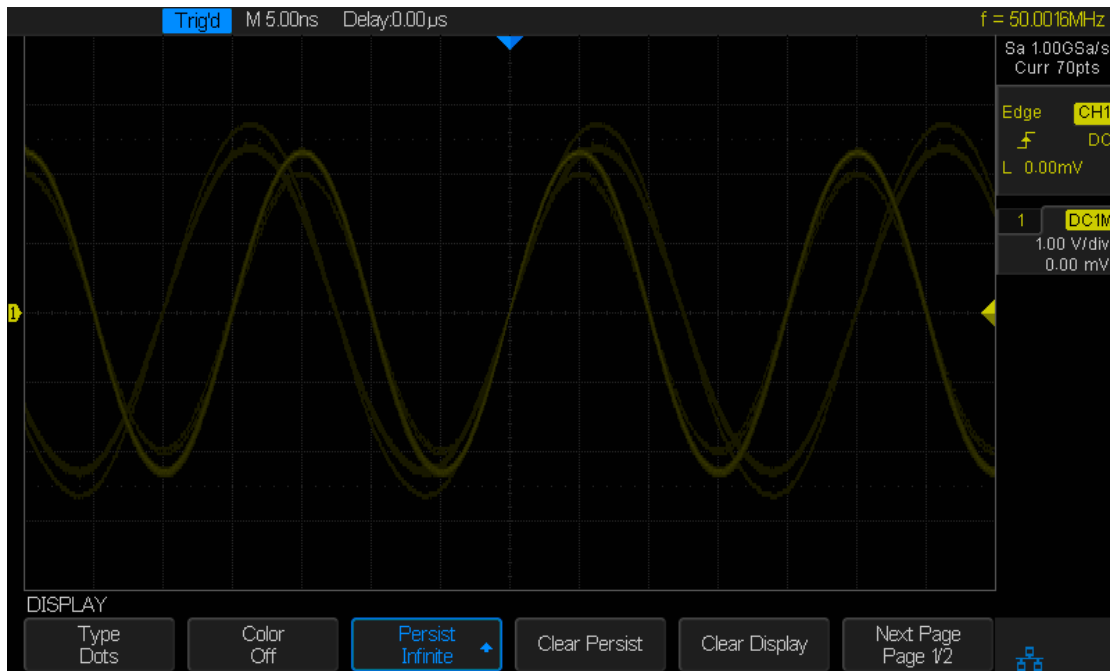 Trig'd M 5.00ns Delay:0.00µs f = 50.0016MHz
Sa 1.00GSa/s
Curr 70pts
Edge CH1
DC
L 0.00mV
1 DC1M
1.00 V/div
0.00 mV
1
DISPLAY
Type
Dots
Color
Off
Persist
Infinite
Clear Persist
Clear Display
Next Page
Page 1/2